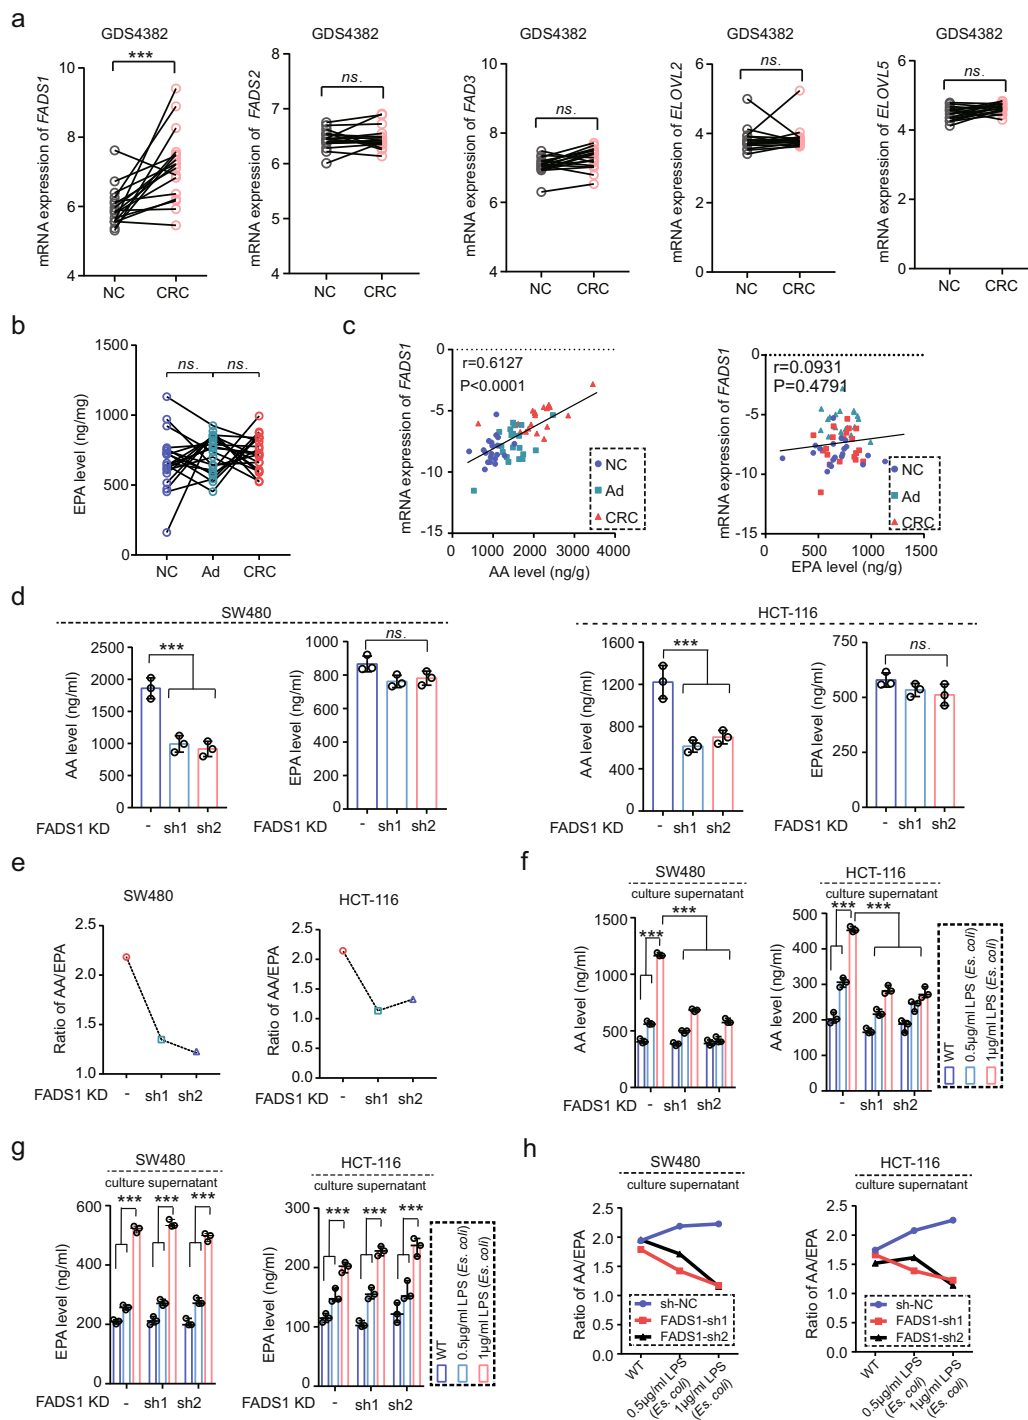 a
GDS4382
GDS4382
GDS4382
GDS4382
GDS4382
mRNA expression of FADS1
10
8
6
4
***
NC CRC
mRNA expression of FADS2
8
7
6
5
4
ns.
NC CRC
mRNA expression of FAD3
10
8
6
4
ns.
NC CRC
mRNA expression of ELOVL2
6
4
2
0
ns.
NC CRC
mRNA expression of ELOVL5
6
4
2
0
ns.
NC CRC
b
EPA level (ng/mg)
1500
1000
500
0
ns. ns.
NC Ad CRC
c
mRNA expression of FADS1
0
-5
-10
-15
r=0.6127
P<0.0001
NC
Ad
CRC
0 1000 2000 3000 4000
AA level (ng/g)
mRNA expression of FADS1
0
-5
-10
-15
r=0.0931
P=0.4791
NC
Ad
CRC
0 500 1000 1500
EPA level (ng/g)
d
SW480
AA level (ng/ml)
2500
2000
1500
1000
500
0
***
EPA level (ng/ml)
1000
800
600
400
200
0
ns.
FADS1 KD - sh1 sh2
FADS1 KD - sh1 sh2
HCT-116
AA level (ng/ml)
1600
1200
800
400
0
***
EPA level (ng/ml)
750
500
250
0
ns.
FADS1 KD - sh1 sh2
FADS1 KD - sh1 sh2
e
SW480
Ratio of AA/EPA
2.5
2.0
1.5
1.0
FADS1 KD - sh1 sh2
HCT-116
Ratio of AA/EPA
2.5
2.0
1.5
1.0
0.5
0.0
FADS1 KD - sh1 sh2
f
SW480
culture supernatant
AA level (ng/ml)
1500
1000
500
0
***
***
FADS1 KD - sh1 sh2
HCT-116
culture supernatant
AA level (ng/ml)
500
400
300
200
100
0
*** ***
- sh1 sh2
WT
0.5μg/ml LPS (Es. coli)
1μg/ml LPS (Es. coli)
g
SW480
culture supernatant
EPA level (ng/ml)
600
400
200
0
*** *** ***
FADS1 KD - sh1 sh2
HCT-116
culture supernatant
EPA level (ng/ml)
300
200
100
0
*** *** ***
FADS1 KD - sh1 sh2
WT
0.5μg/ml LPS (Es. coli)
1μg/ml LPS (Es. coli)
h
SW480
culture supernatant
Ratio of AA/EPA
2.5
2.0
1.5
1.0
0.5
0.0
sh-NC
FADS1-sh1
FADS1-sh2
WT
0.5μg/ml LPS
(Es. coli)
1μg/ml LPS
(Es. coli)
HCT-116
culture supernatant
Ratio of AA/EPA
2.5
2.0
1.5
1.0
0.5
0.0
sh-NC
FADS1-sh1
FADS1-sh2
WT
0.5μg/ml LPS
(Es. coli)
1μg/ml LPS
(Es. coli)